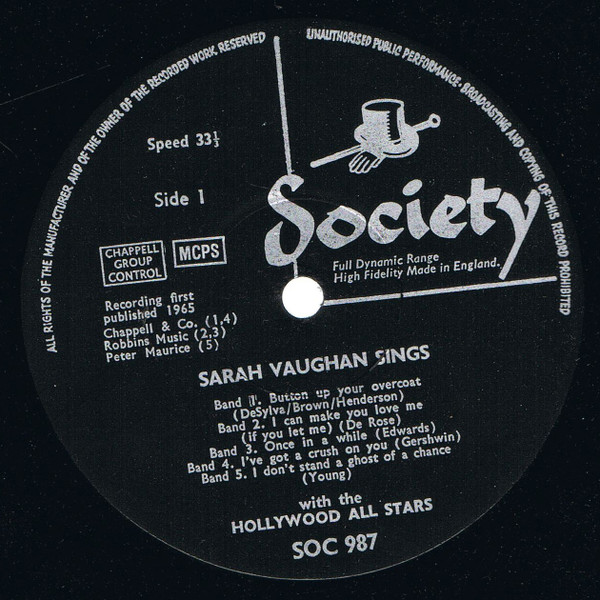 ALL RIGHTS OF THE MANUFACTURER AND OF THE OWNER OF THE RECORDED WORK RESERVED
UNAUTHORISED PUBLIC PERFORMANCE· BROADCASTING AND COPYING OF THIS RECORD PROHIBITED
Speed 33⅓
Side 1
Society
Full Dynamic Range
High Fidelity Made in England.
CHAPPELL
GROUP
CONTROL
MCPS
Recording first
published 1965
Chappell & Co. (1,4)
Robbins Music (2,3)
Peter Maurice (5)
SARAH VAUGHAN SINGS
Band 1. Button up your overcoat
(DeSylva/Brown/Henderson)
Band 2. I can make you love me
(if you let me) (De Rose)
Band 3. Once in a while (Edwards)
Band 4. I've got a crush on you (Gershwin)
Band 5. I don't stand a ghost of a chance
(Young)
with the
HOLLYWOOD ALL STARS
SOC 987